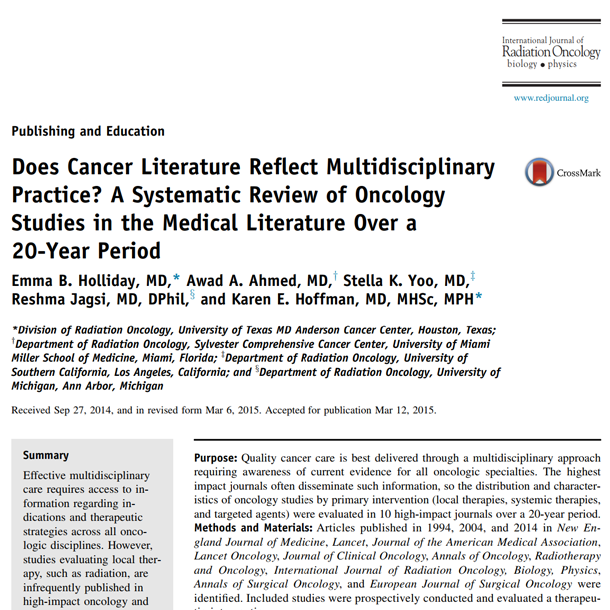 International Journal of
Radiation Oncology
biology • physics
www.redjournal.org
Publishing and Education
Does Cancer Literature Reflect Multidisciplinary
Practice? A Systematic Review of Oncology
Studies in the Medical Literature Over a
20-Year Period
CrossMark
Emma B. Holliday, MD,* Awad A. Ahmed, MD,† Stella K. Yoo, MD,‡
Reshma Jagsi, MD, DPhil,§ and Karen E. Hoffman, MD, MHSc, MPH*
*Division of Radiation Oncology, University of Texas MD Anderson Cancer Center, Houston, Texas;
†Department of Radiation Oncology, Sylvester Comprehensive Cancer Center, University of Miami
Miller School of Medicine, Miami, Florida; ‡Department of Radiation Oncology, University of
Southern California, Los Angeles, California; and §Department of Radiation Oncology, University of
Michigan, Ann Arbor, Michigan
Received Sep 27, 2014, and in revised form Mar 6, 2015. Accepted for publication Mar 12, 2015.
Summary
Effective multidisciplinary
care requires access to in-
formation regarding in-
dications and therapeutic
strategies across all onco-
logic disciplines. However,
studies evaluating local ther-
apy, such as radiation, are
infrequently published in
high-impact oncology and
Purpose: Quality cancer care is best delivered through a multidisciplinary approach
requiring awareness of current evidence for all oncologic specialties. The highest
impact journals often disseminate such information, so the distribution and character-
istics of oncology studies by primary intervention (local therapies, systemic therapies,
and targeted agents) were evaluated in 10 high-impact journals over a 20-year period.
Methods and Materials: Articles published in 1994, 2004, and 2014 in New En-
gland Journal of Medicine, Lancet, Journal of the American Medical Association,
Lancet Oncology, Journal of Clinical Oncology, Annals of Oncology, Radiotherapy
and Oncology, International Journal of Radiation Oncology, Biology, Physics,
Annals of Surgical Oncology, and European Journal of Surgical Oncology were
identified. Included studies were prospectively conducted and evaluated a therapeu-